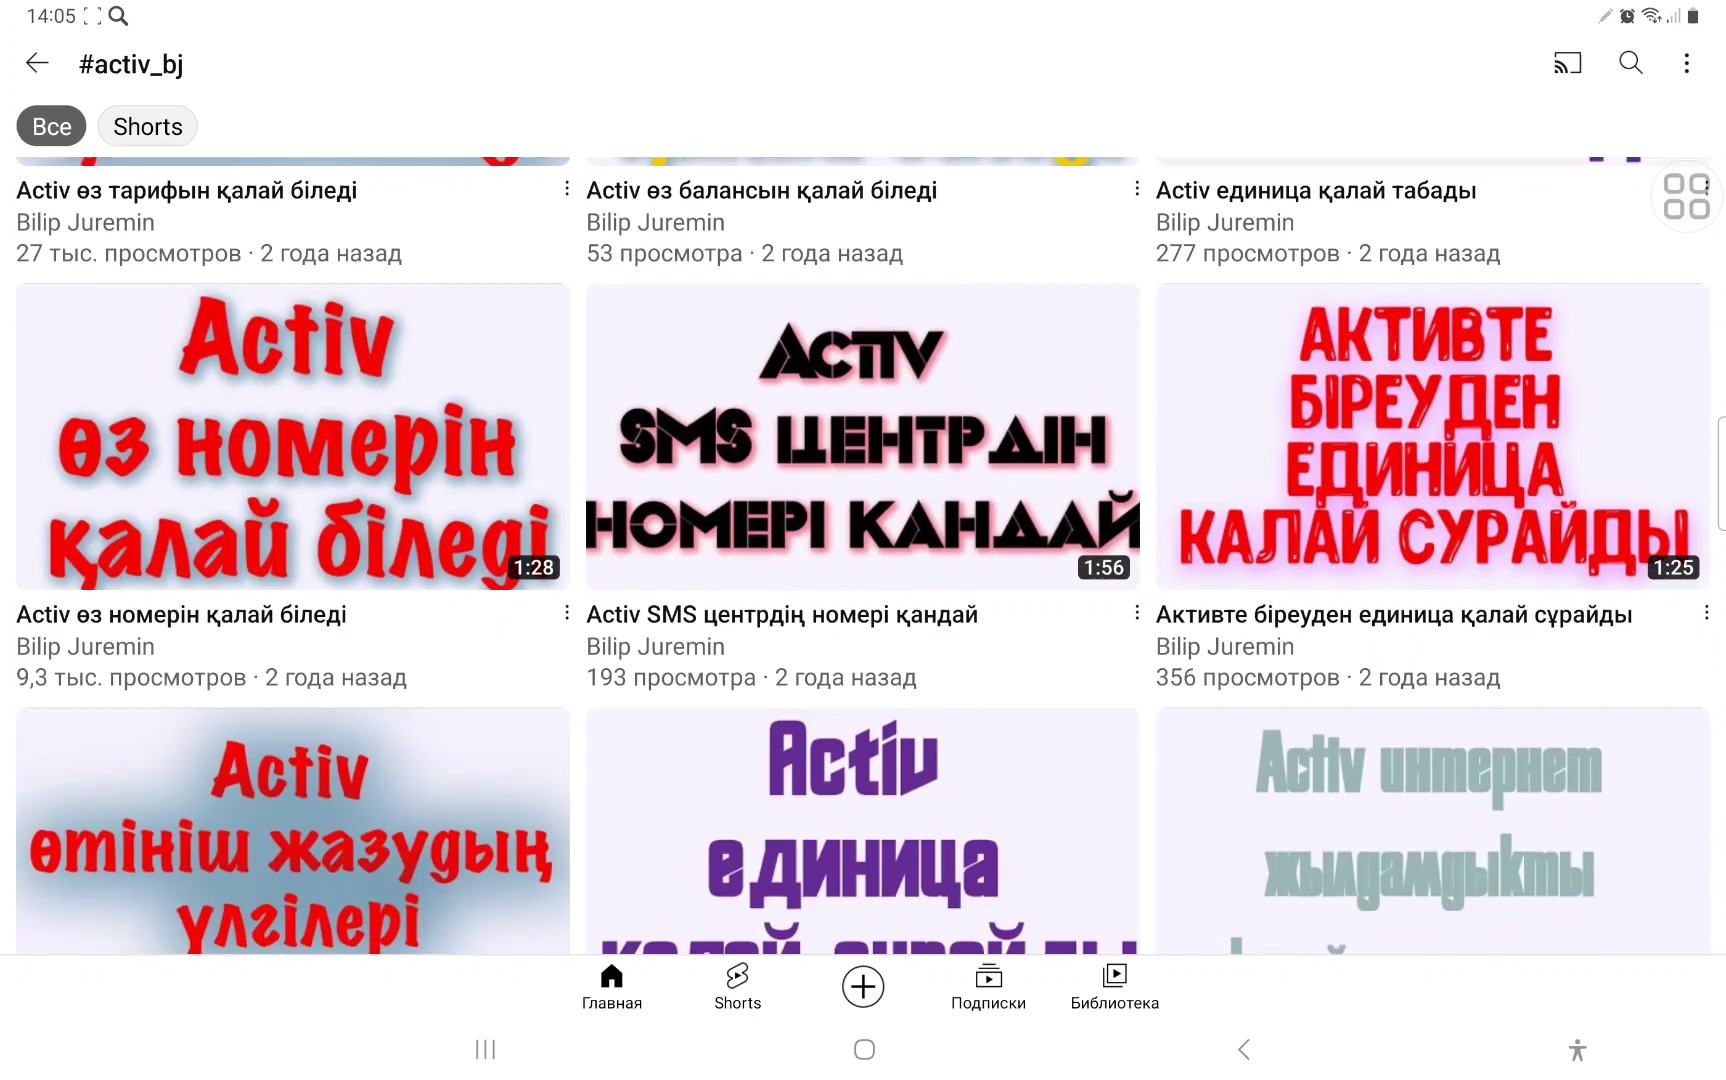 14:05
#activ_bj
Все
Shorts
Activ өз тарифын қалай біледі
Bilip Juremin
27 тыс. просмотров · 2 года назад
Activ өз балансын қалай біледі
Bilip Juremin
53 просмотра · 2 года назад
Activ единица қалай табады
Bilip Juremin
277 просмотров · 2 года назад
Activ
өз номерін
қалай біледі
1:28
Activ
SMS центрдін
номері кандай
1:56
АКТИВТЕ
БІРЕУДЕН
ЕДИНИЦА
КАЛАЙ СУРАЙДЫ
1:25
Activ өз номерін қалай біледі
Bilip Juremin
9,3 тыс. просмотров · 2 года назад
Activ SMS центрдің номері қандай
Bilip Juremin
193 просмотра · 2 года назад
Активте біреуден единица қалай сұрайды
Bilip Juremin
356 просмотров · 2 года назад
Activ
өтініш жазудың
үлгілері
Activ
единица
Activ интернет
жылдамдыкты
Главная
Shorts
Подписки
Библиотека